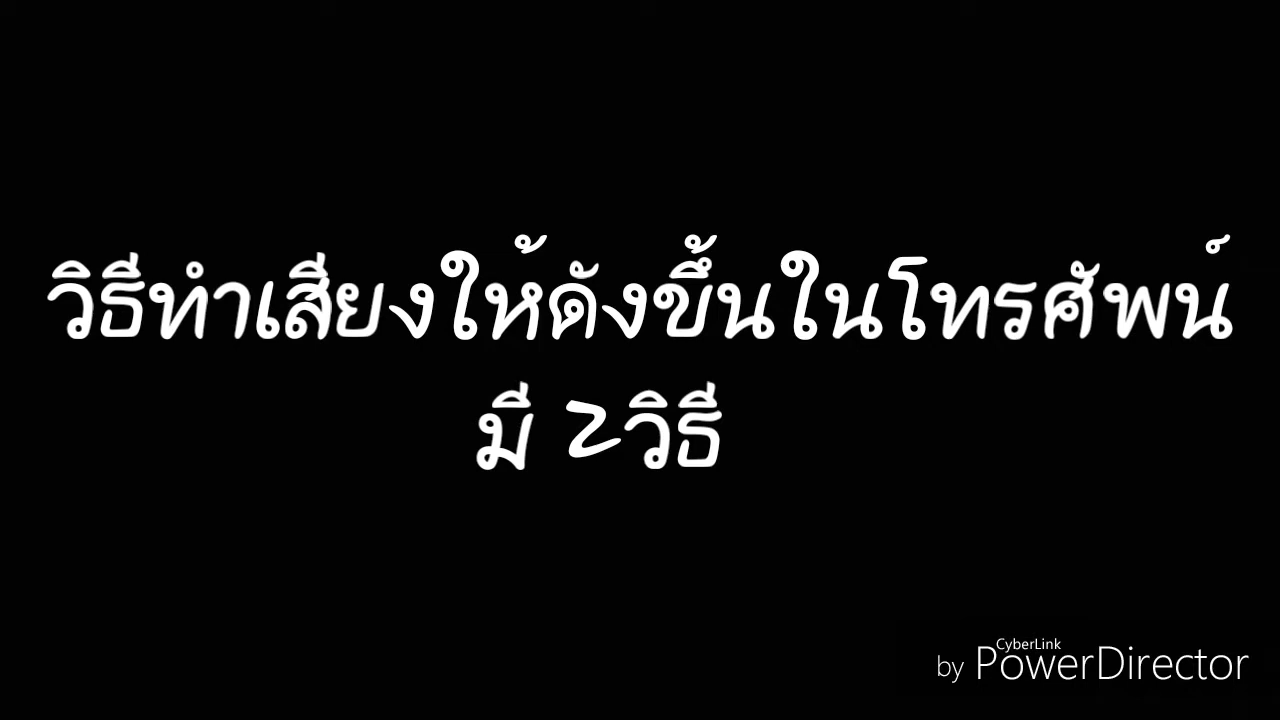 วิธีทำเสียงให้ดังขึ้นในโทรศัพน์
มี 2วิธี
CyberLink
by PowerDirector